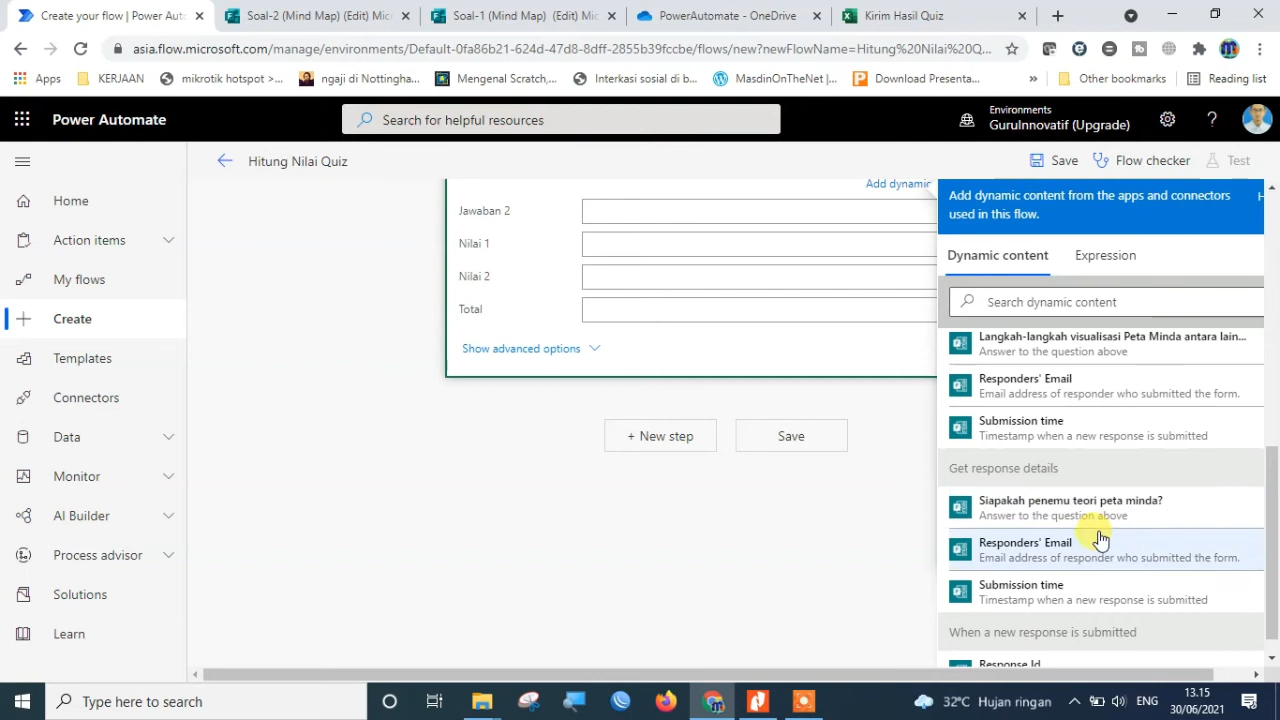 Create your flow | Power Auto
Soal-2 (Mind Map) (Edit) Mic
Soal-1 (Mind Map) (Edit) Mi
PowerAutomate - OneDrive
Kirim Hasil Quiz
asia.flow.microsoft.com/manage/environments/Default-0fa86b21-624d-47d8-8dff-2855b39fccbe/flows/new?newFlowName=Hitung%20Nilai%20Q...
Apps
KERJAAN
mikrotik hotspot >...
ngaji di Nottingha...
Mengenal Scratch,...
Interkasi sosial di b...
MasdinOnTheNet |...
Download Presenta...
»
Other bookmarks
Reading list
Power Automate
Search for helpful resources
Environments
GuruInnovatif (Upgrade)
Hitung Nilai Quiz
Save
Flow checker
Test
Home
Action items
My flows
Create
Templates
Connectors
Data
Monitor
AI Builder
Process advisor
Solutions
Learn
Add dynamic
Jawaban 2
Nilai 1
Nilai 2
Total
Show advanced options
+ New step
Save
Add dynamic content from the apps and connectors
used in this flow.
Dynamic content
Expression
Search dynamic content
Langkah-langkah visualisasi Peta Minda antara lain...
Answer to the question above
Responders' Email
Email address of responder who submitted the form.
Submission time
Timestamp when a new response is submitted
Get response details
Siapakah penemu teori peta minda?
Answer to the question above
Responders' Email
Email address of responder who submitted the form.
Submission time
Timestamp when a new response is submitted
When a new response is submitted
Response Id
Type here to search
32°C Hujan ringan
ENG
13.15
30/06/2021